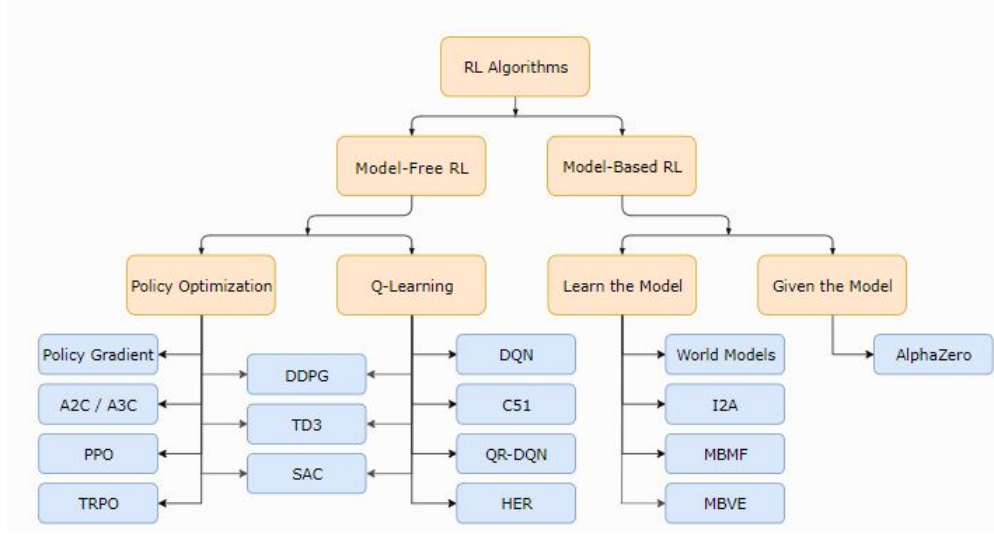 RL Algorithms
Model-Free RL
Model-Based RL
Policy Optimization
Q-Learning
Learn the Model
Given the Model
Policy Gradient
DDPG
DQN
World Models
AlphaZero
A2C / A3C
TD3
C51
I2A
PPO
SAC
QR-DQN
MBMF
TRPO
HER
MBVE